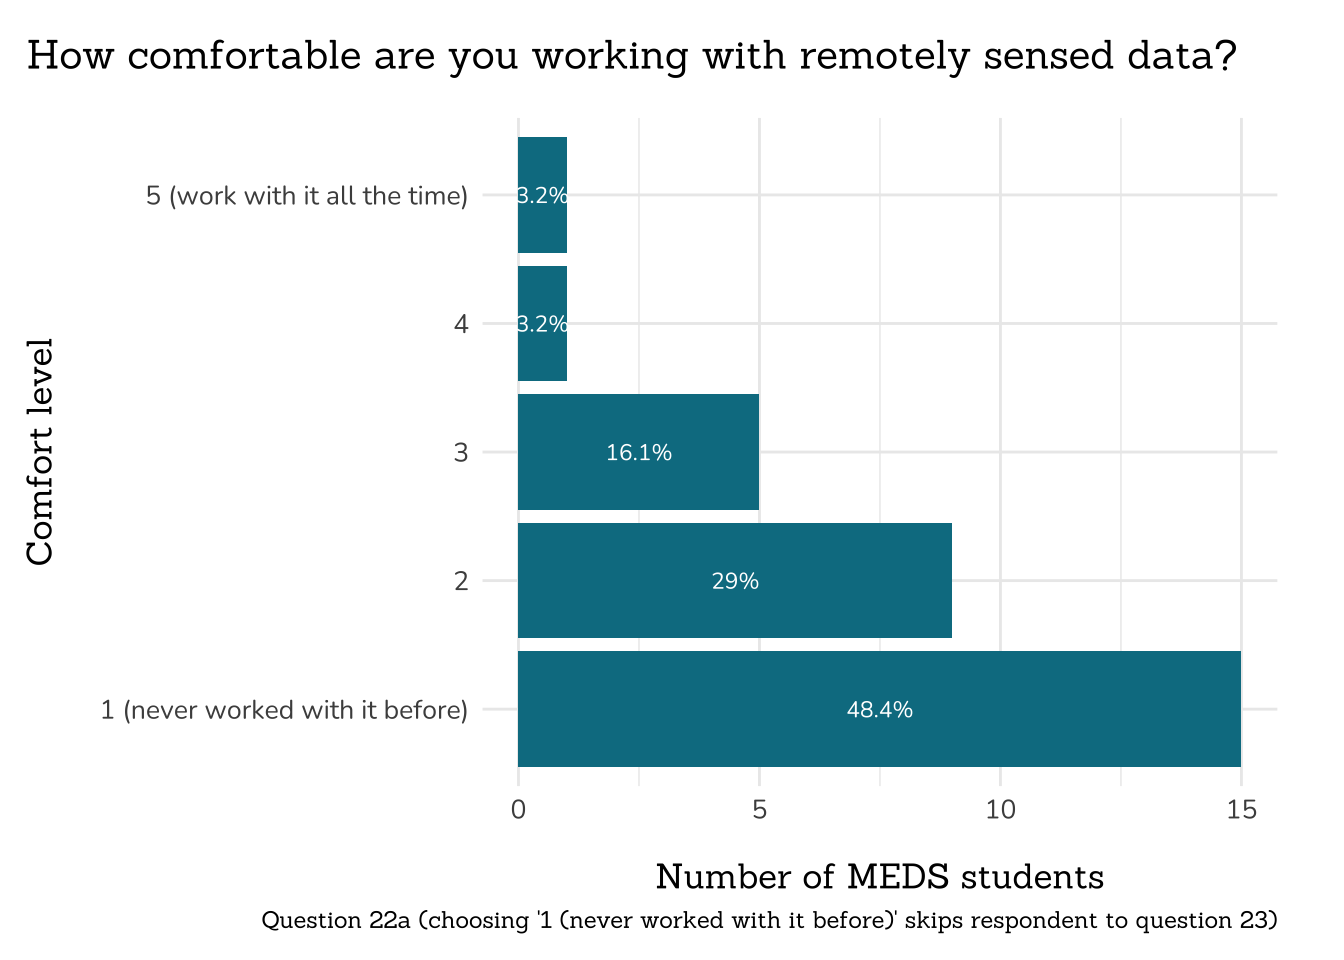 How comfortable are you working with remotely sensed data?
Comfort level
5 (work with it all the time)
3.2%
4
3.2%
3
16.1%
2
29%
1 (never worked with it before)
48.4%
0
5
10
15
Number of MEDS students
Question 22a (choosing '1 (never worked with it before)' skips respondent to question 23)